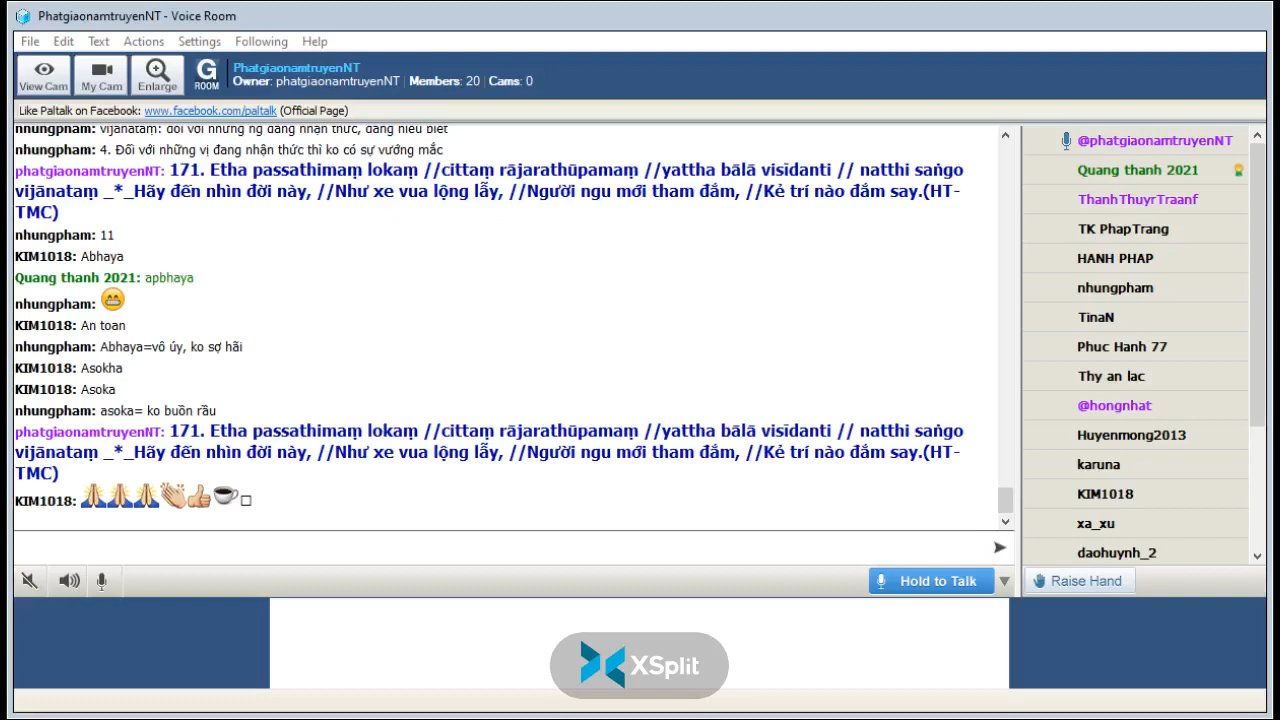 PhatgiaonamtruyenNT - Voice Room
File Edit Text Actions Settings Following Help
View Cam My Cam Enlarge G ROOM
PhatgiaonamtruyenNT
Owner: phatgiaonamtruyenNT | Members: 20 | Cams: 0
Like Paltalk on Facebook: www.facebook.com/paltalk (Official Page)
nhungpham: vijānataṃ: đối với những ng đang nhận thức, đang hiểu biết
nhungpham: 4. Đối với những vị đang nhận thức thì ko có sự vướng mắc
phatgiaonamtruyenNT: 171. Etha passathimaṃ lokaṃ //cittaṃ rājarathūpamaṃ //yattha bālā visīdanti // natthi saṅgo
vijānataṃ _*_Hãy đến nhìn đời này, //Như xe vua lộng lẫy, //Người ngu mới tham đắm, //Kẻ trí nào đắm say.(HT-
TMC)
nhungpham: 11
KIM1018: Abhaya
Quang thanh 2021: apbhaya
nhungpham: 😁
KIM1018: An toan
nhungpham: Abhaya=vô úy, ko sợ hãi
KIM1018: Asokha
KIM1018: Asoka
nhungpham: asoka= ko buồn rầu
phatgiaonamtruyenNT: 171. Etha passathimaṃ lokaṃ //cittaṃ rājarathūpamaṃ //yattha bālā visīdanti // natthi saṅgo
vijānataṃ _*_Hãy đến nhìn đời này, //Như xe vua lộng lẫy, //Người ngu mới tham đắm, //Kẻ trí nào đắm say.(HT-
TMC)
KIM1018: 🙏🙏🙏👏👍☕□
@phatgiaonamtruyenNT
Quang thanh 2021
ThanhThuyrTraanf
TK PhapTrang
HANH PHAP
nhungpham
TinaN
Phuc Hanh 77
Thy an lac
@hongnhat
Huyenmong2013
karuna
KIM1018
xa_xu
daohuynh_2
Hold to Talk
Raise Hand
XSplit